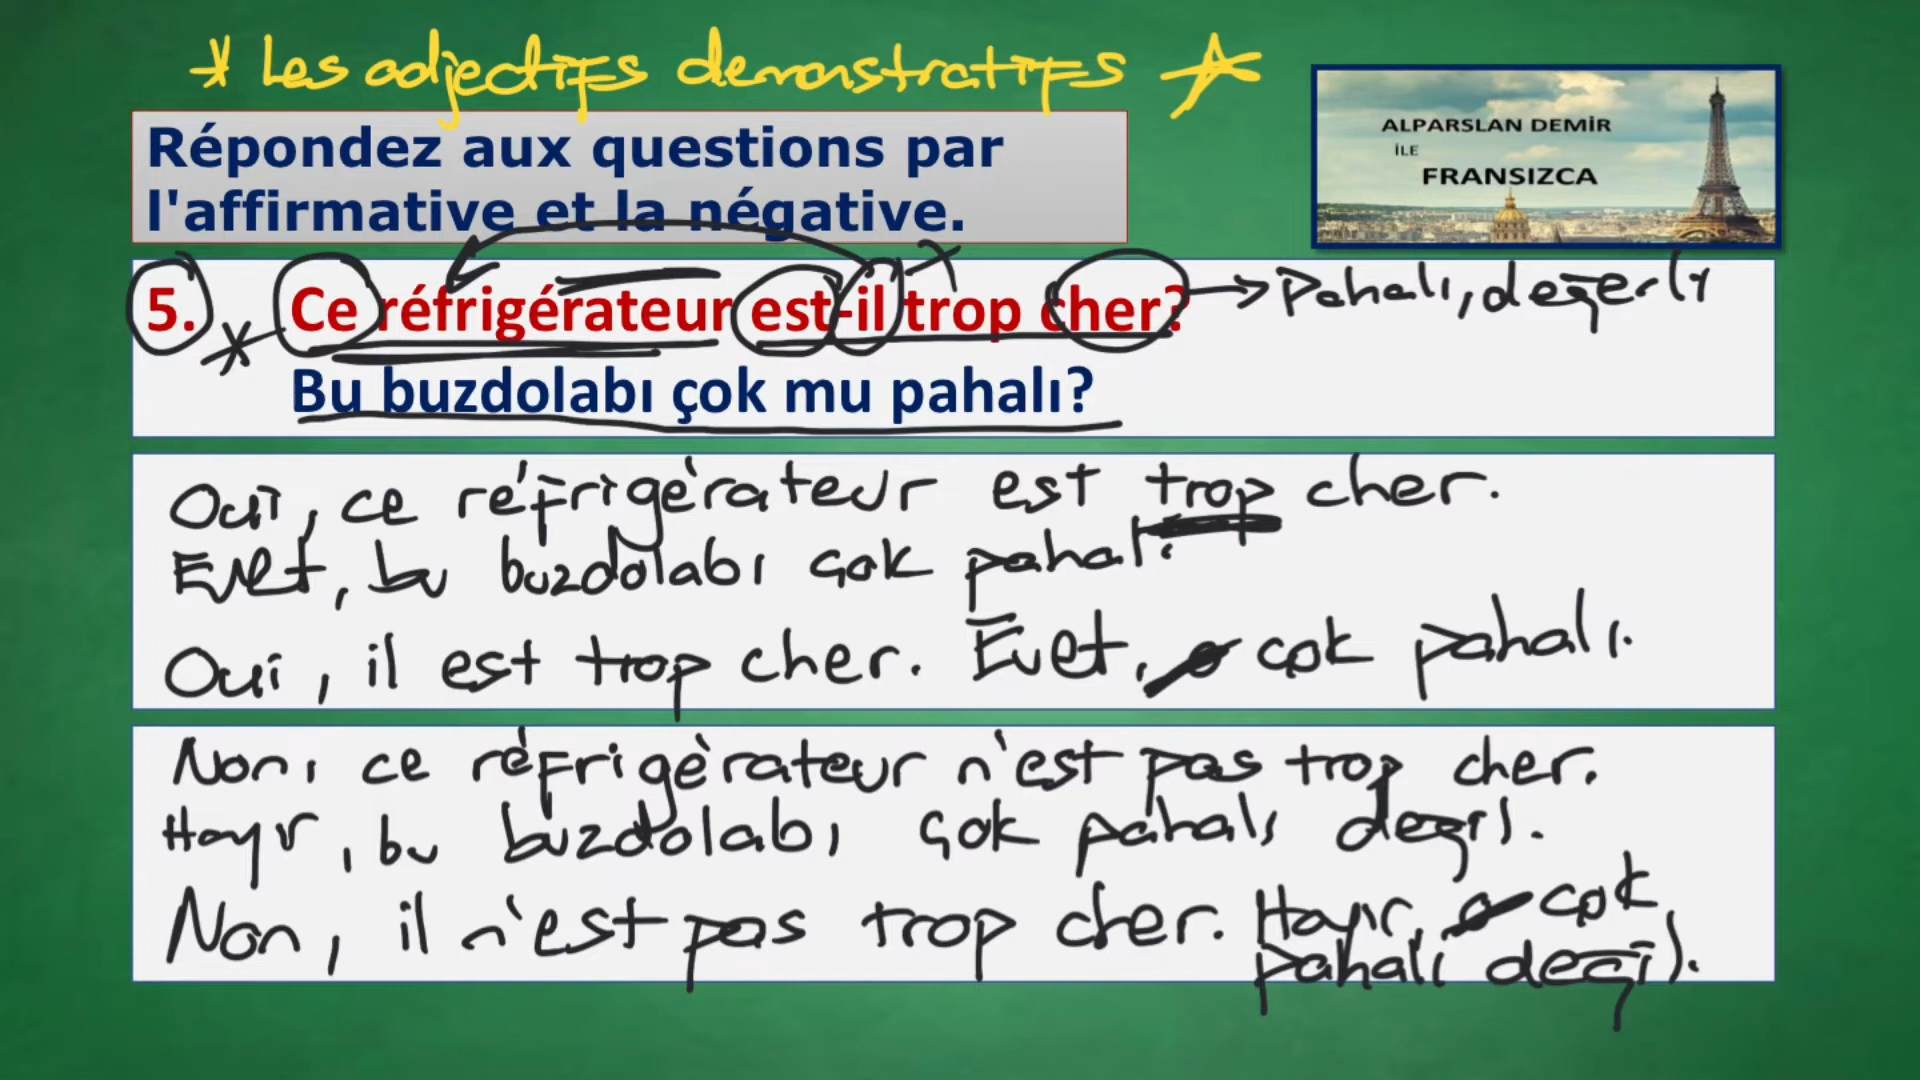 * Les adjectifs demonstratifs *
Répondez aux questions par
l'affirmative et la négative.
ALPARSLAN DEMİR
İLE
FRANSIZCA
5. Ce réfrigérateur est-il trop cher? → Pahalı, değerli
Bu buzdolabı çok mu pahalı?
Oui, ce réfrigérateur est trop cher.
Evet, bu buzdolabı çok pahalı.
Oui, il est trop cher. Evet, o çok pahalı.
Non, ce réfrigérateur n'est pas trop cher.
Hayır, bu buzdolabı çok pahalı değil.
Non, il n'est pas trop cher. Hayır, o çok
pahalı değil.